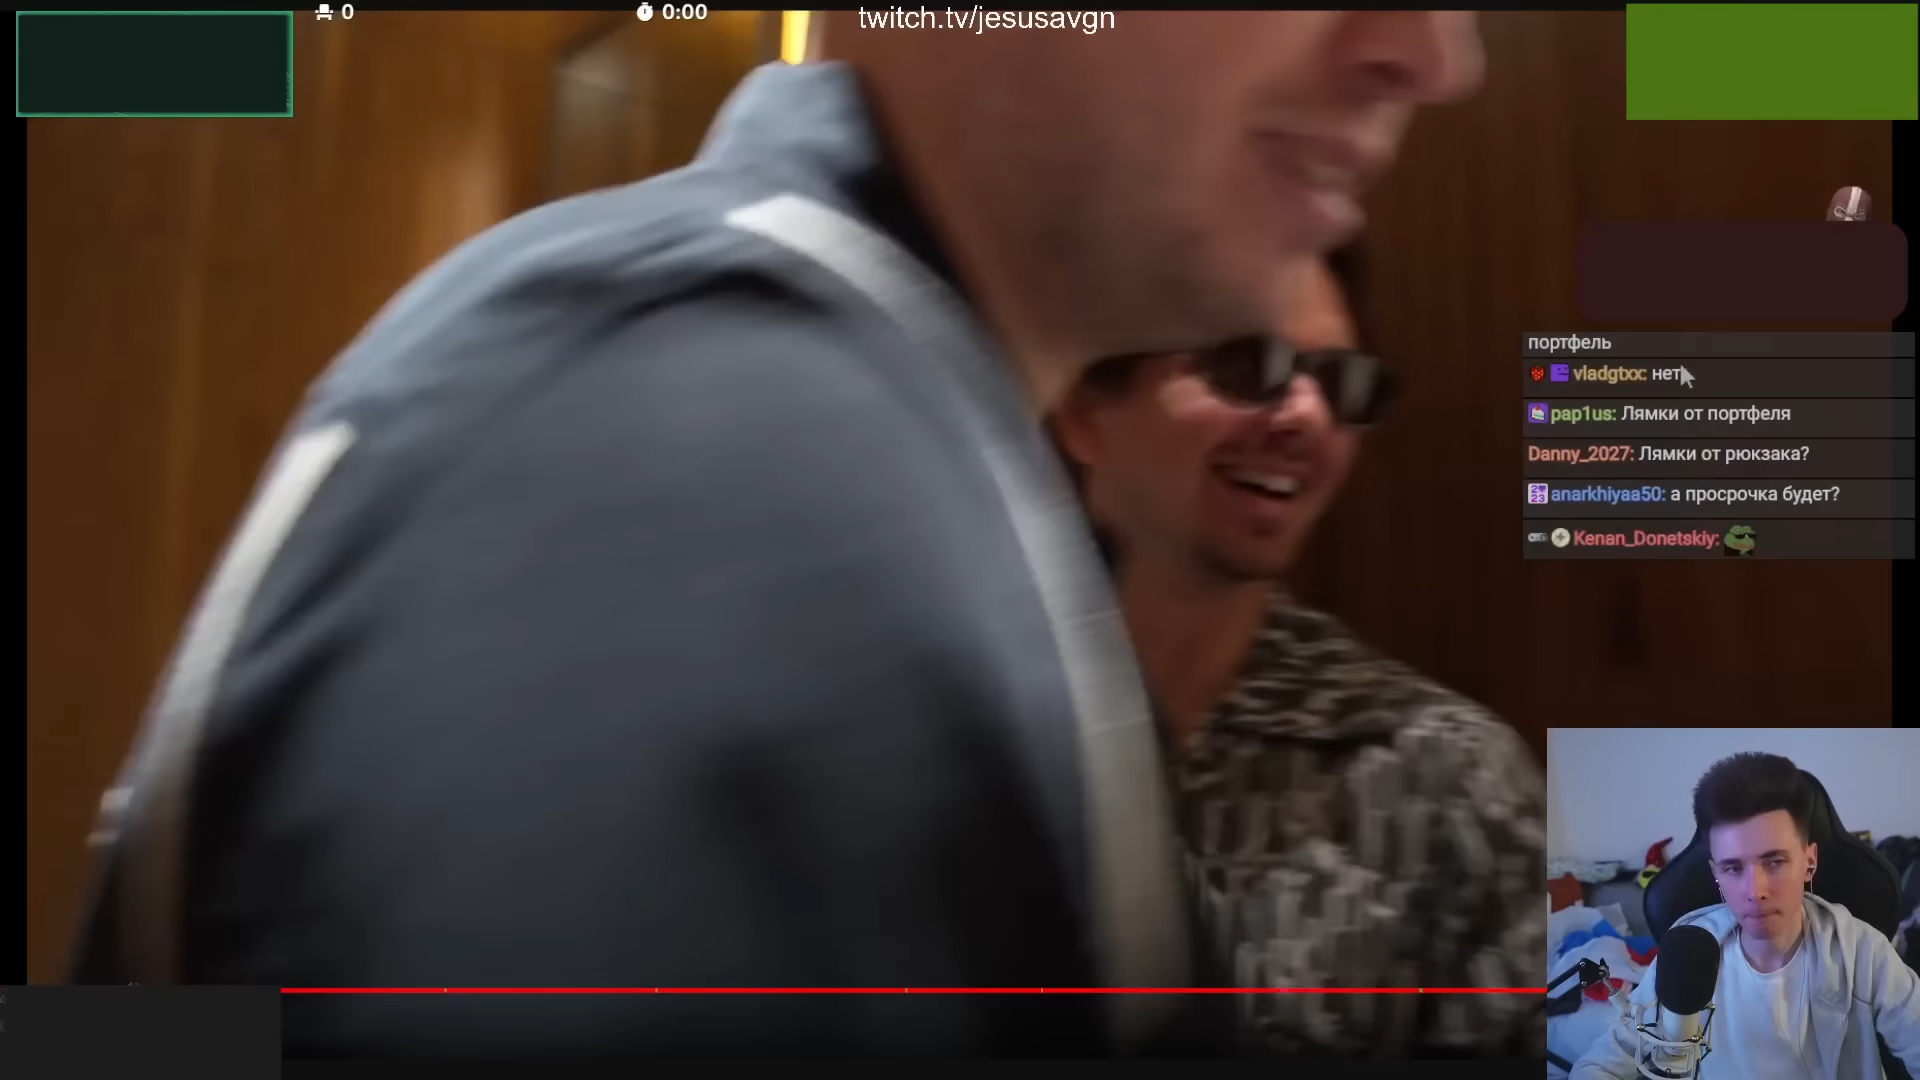 0
0:00
twitch.tv/jesusavgn
портфель
vladgtxx: нет
pap1us: Лямки от портфеля
Danny_2027: Лямки от рюкзака?
anarkhiyaa50: а просрочка будет?
Kenan_Donetskiy: